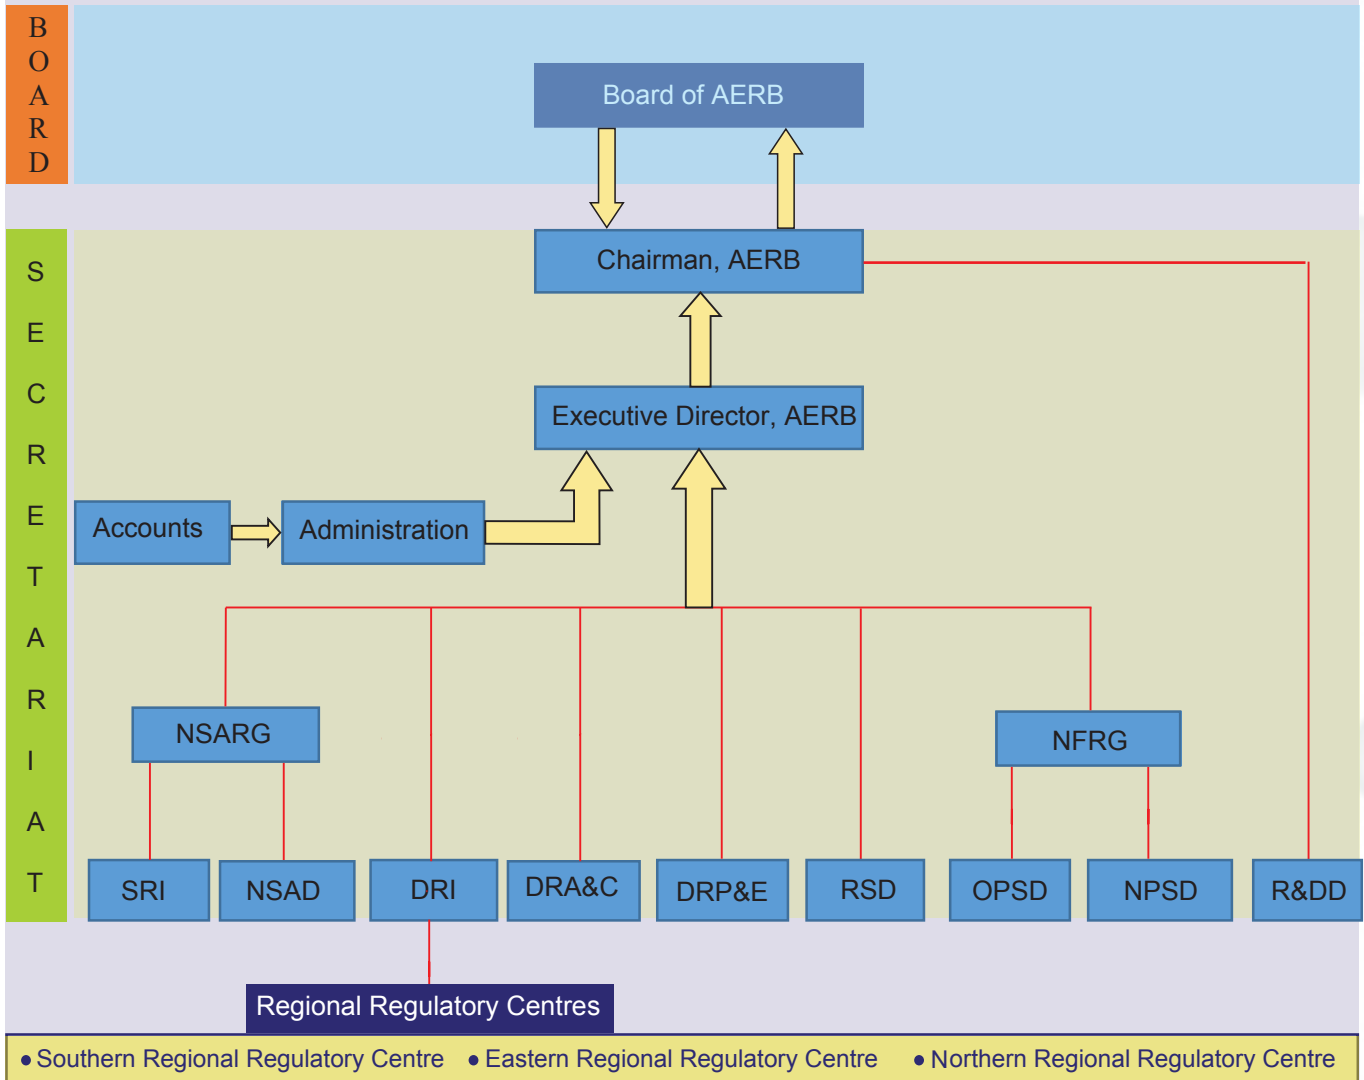 BOARD
Board of AERB
SECRETARIAT
Chairman, AERB
Executive Director, AERB
Accounts
Administration
NSARG
NFRG
SRI
NSAD
DRI
DRA&C
DRP&E
RSD
OPSD
NPSD
R&DD
Regional Regulatory Centres
• Southern Regional Regulatory Centre • Eastern Regional Regulatory Centre • Northern Regional Regulatory Centre